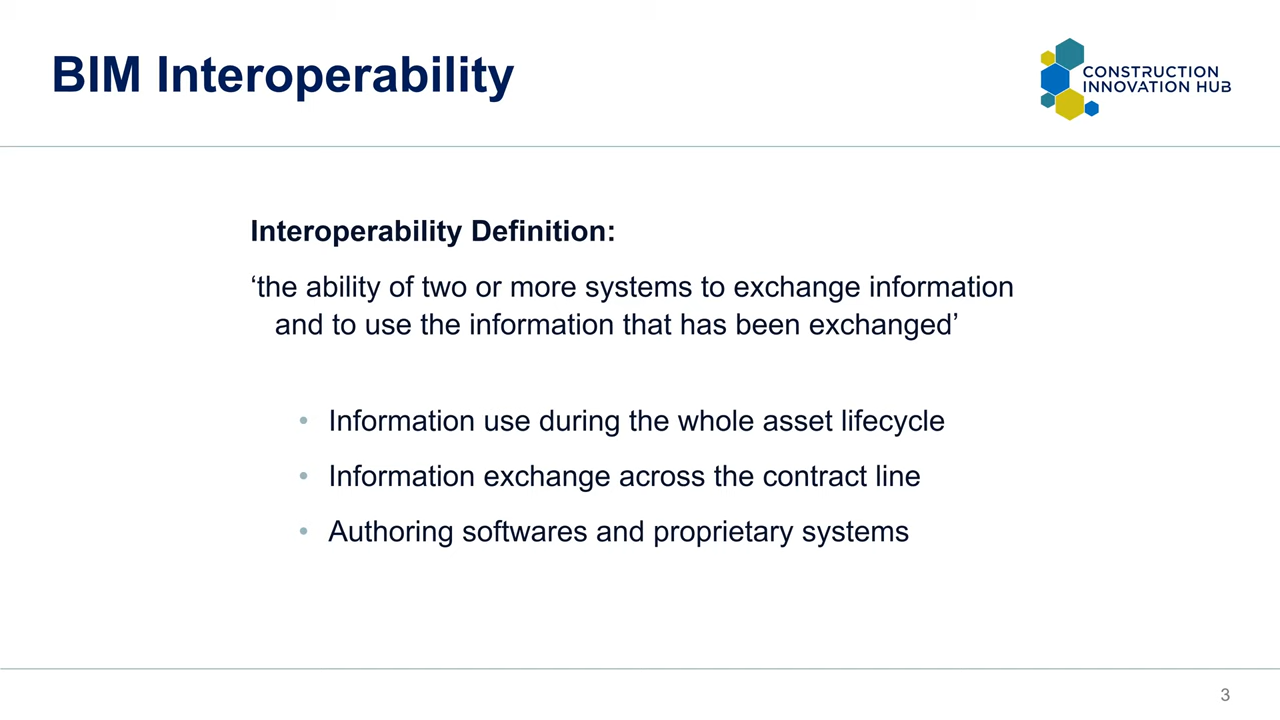 BIM Interoperability
CONSTRUCTION
INNOVATION HUB
Interoperability Definition:
‘the ability of two or more systems to exchange information
and to use the information that has been exchanged’
• Information use during the whole asset lifecycle
• Information exchange across the contract line
• Authoring softwares and proprietary systems
3